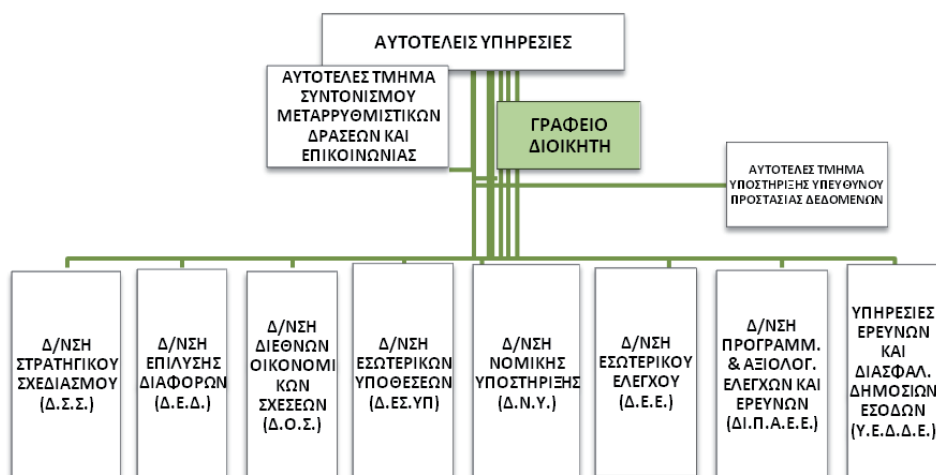 ΑΥΤΟΤΕΛΕΙΣ ΥΠΗΡΕΣΙΕΣ
ΑΥΤΟΤΕΛΕΣ ΤΜΗΜΑ
ΣΥΝΤΟΝΙΣΜΟΥ
ΜΕΤΑΡΡΥΘΜΙΣΤΙΚΩΝ
ΔΡΑΣΕΩΝ ΚΑΙ
ΕΠΙΚΟΙΝΩΝΙΑΣ
ΓΡΑΦΕΙΟ
ΔΙΟΙΚΗΤΗ
ΑΥΤΟΤΕΛΕΣ ΤΜΗΜΑ
ΥΠΟΣΤΗΡΙΞΗΣ ΥΠΕΥΘΥΝΟΥ
ΠΡΟΣΤΑΣΙΑΣ ΔΕΔΟΜΕΝΩΝ
Δ/ΝΣΗ
ΣΤΡΑΤΗΓΙΚΟΥ
ΣΧΕΔΙΑΣΜΟΥ
(Δ.Σ.Σ.)
Δ/ΝΣΗ
ΕΠΙΛΥΣΗΣ
ΔΙΑΦΟΡΩΝ
(Δ.Ε.Δ.)
Δ/ΝΣΗ
ΔΙΕΘΝΩΝ
ΟΙΚΟΝΟΜΙ
ΚΩΝ
ΣΧΕΣΕΩΝ
(Δ.Ο.Σ.)
Δ/ΝΣΗ
ΕΣΩΤΕΡΙΚΩΝ
ΥΠΟΘΕΣΕΩΝ
(Δ.ΕΣ.ΥΠ)
Δ/ΝΣΗ
ΝΟΜΙΚΗΣ
ΥΠΟΣΤΗΡΙΞΗΣ
(Δ.Ν.Υ.)
Δ/ΝΣΗ
ΕΣΩΤΕΡΙΚΟΥ
ΕΛΕΓΧΟΥ
(Δ.Ε.Ε.)
Δ/ΝΣΗ
ΠΡΟΓΡΑΜΜ.
& ΑΞΙΟΛΟΓ.
ΕΛΕΓΧΩΝ ΚΑΙ
ΕΡΕΥΝΩΝ
(ΔΙ.Π.Α.Ε.Ε.)
ΥΠΗΡΕΣΙΕΣ
ΕΡΕΥΝΩΝ
ΚΑΙ
ΔΙΑΣΦΑΛ.
ΔΗΜΟΣΙΩΝ
ΕΣΟΔΩΝ
(Υ.Ε.Δ.Δ.Ε.)